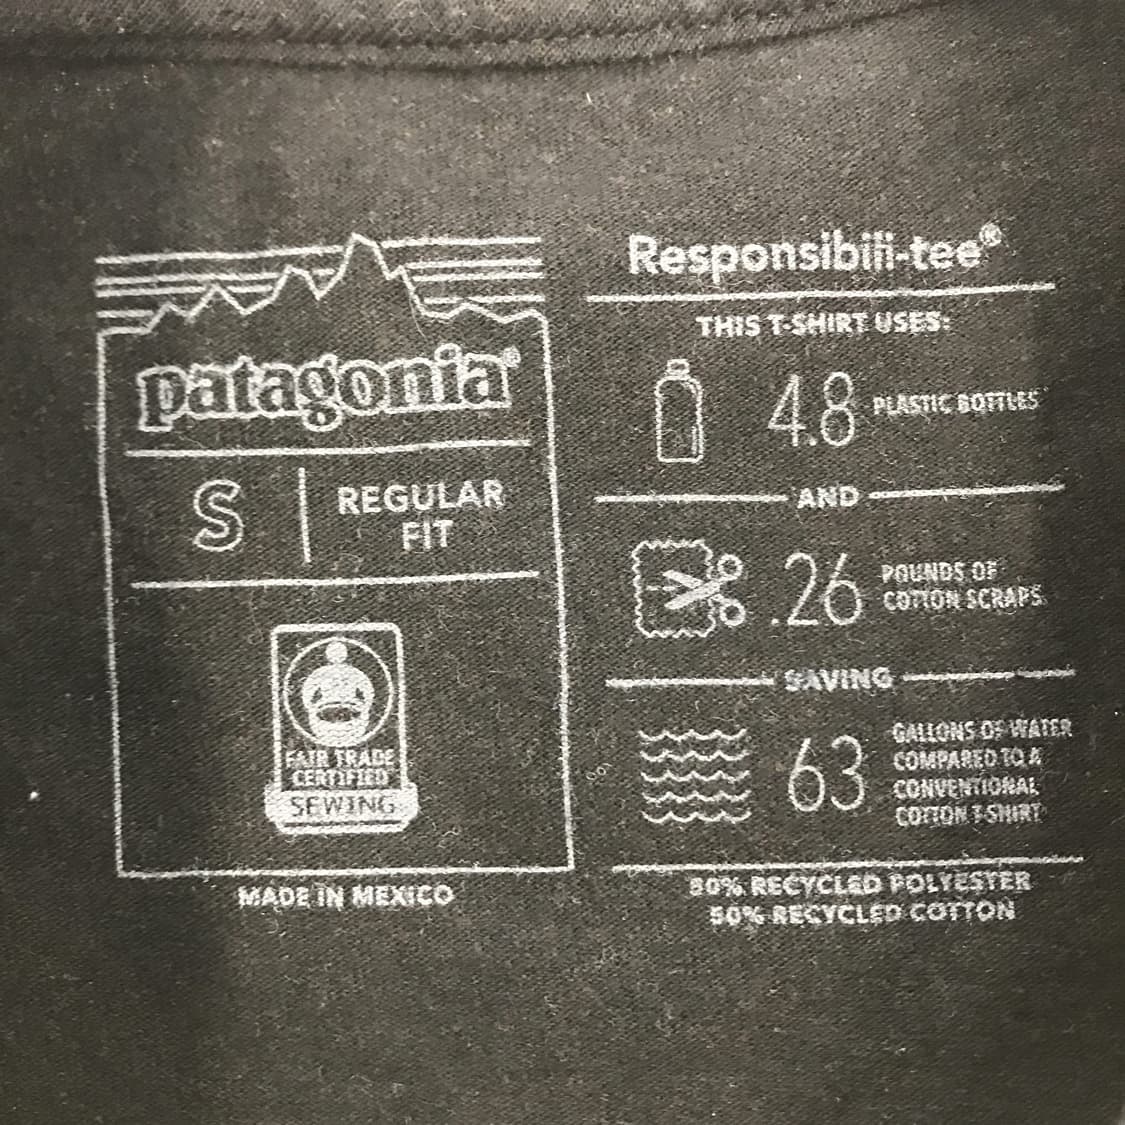 patagonia®
S
REGULAR
FIT
FAIR TRADE
CERTIFIED
SEWING
MADE IN MEXICO
Responsibili-tee®
THIS T-SHIRT USES:
4.8 PLASTIC BOTTLES
AND
.26 POUNDS OF
COTTON SCRAPS
SAVING
63 GALLONS OF WATER
COMPARED TO A
CONVENTIONAL
COTTON T-SHIRT
50% RECYCLED POLYESTER
50% RECYCLED COTTON